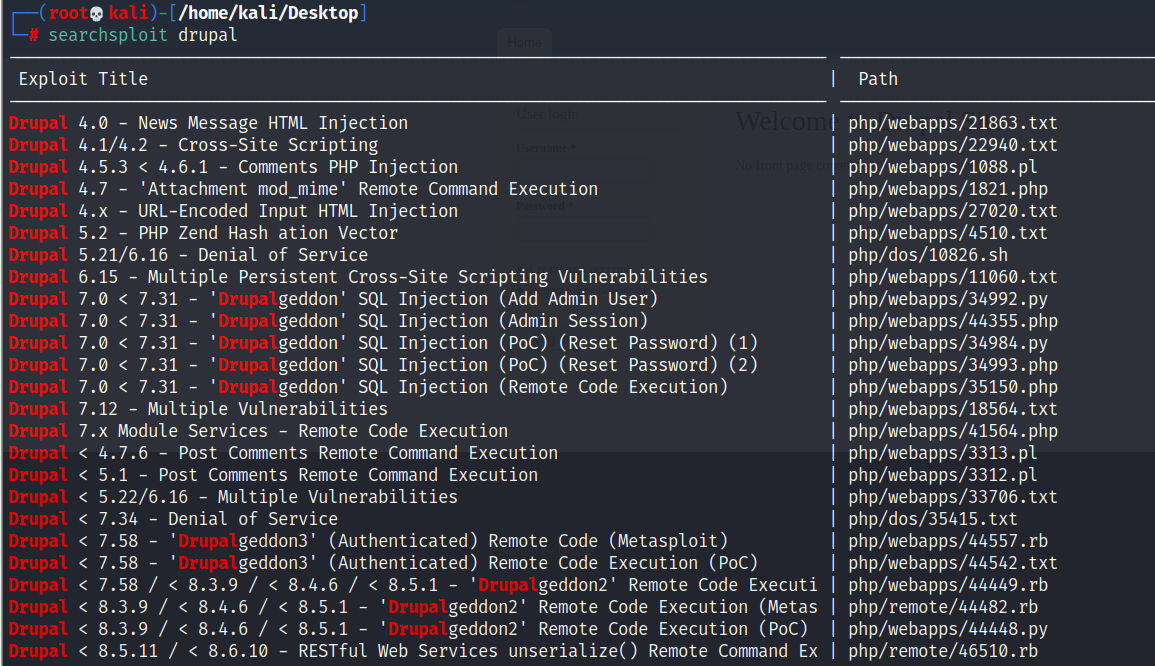 (root💀kali)-[/home/kali/Desktop]
# searchsploit drupal
Exploit Title | Path
Drupal 4.0 - News Message HTML Injection | php/webapps/21863.txt
Drupal 4.1/4.2 - Cross-Site Scripting | php/webapps/22940.txt
Drupal 4.5.3 < 4.6.1 - Comments PHP Injection | php/webapps/1088.pl
Drupal 4.7 - 'Attachment mod_mime' Remote Command Execution | php/webapps/1821.php
Drupal 4.x - URL-Encoded Input HTML Injection | php/webapps/27020.txt
Drupal 5.2 - PHP Zend Hash ation Vector | php/webapps/4510.txt
Drupal 5.21/6.16 - Denial of Service | php/dos/10826.sh
Drupal 6.15 - Multiple Persistent Cross-Site Scripting Vulnerabilities | php/webapps/11060.txt
Drupal 7.0 < 7.31 - 'Drupalgeddon' SQL Injection (Add Admin User) | php/webapps/34992.py
Drupal 7.0 < 7.31 - 'Drupalgeddon' SQL Injection (Admin Session) | php/webapps/44355.php
Drupal 7.0 < 7.31 - 'Drupalgeddon' SQL Injection (PoC) (Reset Password) (1) | php/webapps/34984.py
Drupal 7.0 < 7.31 - 'Drupalgeddon' SQL Injection (PoC) (Reset Password) (2) | php/webapps/34993.php
Drupal 7.0 < 7.31 - 'Drupalgeddon' SQL Injection (Remote Code Execution) | php/webapps/35150.php
Drupal 7.12 - Multiple Vulnerabilities | php/webapps/18564.txt
Drupal 7.x Module Services - Remote Code Execution | php/webapps/41564.php
Drupal < 4.7.6 - Post Comments Remote Command Execution | php/webapps/3313.pl
Drupal < 5.1 - Post Comments Remote Command Execution | php/webapps/3312.pl
Drupal < 5.22/6.16 - Multiple Vulnerabilities | php/webapps/33706.txt
Drupal < 7.34 - Denial of Service | php/dos/35415.txt
Drupal < 7.58 - 'Drupalgeddon3' (Authenticated) Remote Code (Metasploit) | php/webapps/44557.rb
Drupal < 7.58 - 'Drupalgeddon3' (Authenticated) Remote Code Execution (PoC) | php/webapps/44542.txt
Drupal < 7.58 / < 8.3.9 / < 8.4.6 / < 8.5.1 - 'Drupalgeddon2' Remote Code Executi | php/webapps/44449.rb
Drupal < 8.3.9 / < 8.4.6 / < 8.5.1 - 'Drupalgeddon2' Remote Code Execution (Metas | php/remote/44482.rb
Drupal < 8.3.9 / < 8.4.6 / < 8.5.1 - 'Drupalgeddon2' Remote Code Execution (PoC) | php/webapps/44448.py
Drupal < 8.5.11 / < 8.6.10 - RESTful Web Services unserialize() Remote Command Ex | php/remote/46510.rb
Home
User login
Username *
Password *
Welcome
No front page